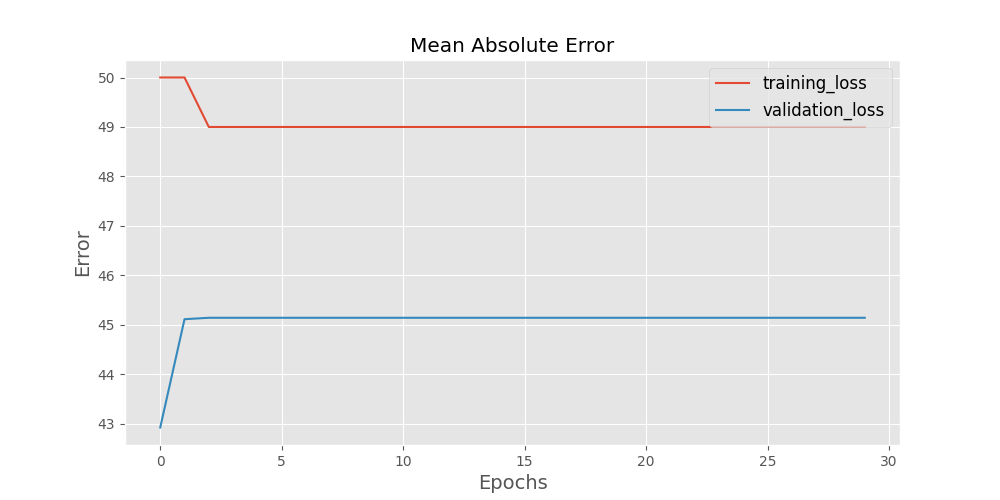 Mean Absolute Error
training_loss
validation_loss
50
49
48
47
46
45
44
43
Error
0 5 10 15 20 25 30
Epochs